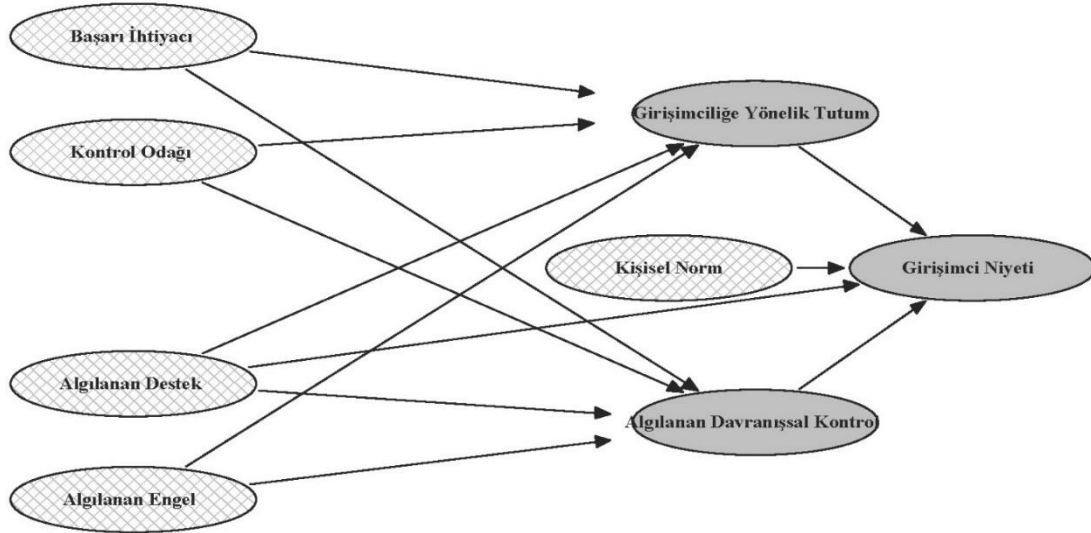 Başarı İhtiyacı
Girişimciliğe Yönelik Tutum
Kontrol Odağı
Kişisel Norm
Girişimci Niyeti
Algılanan Destek
Algılanan Davranışsal Kontrol
Algılanan Engel